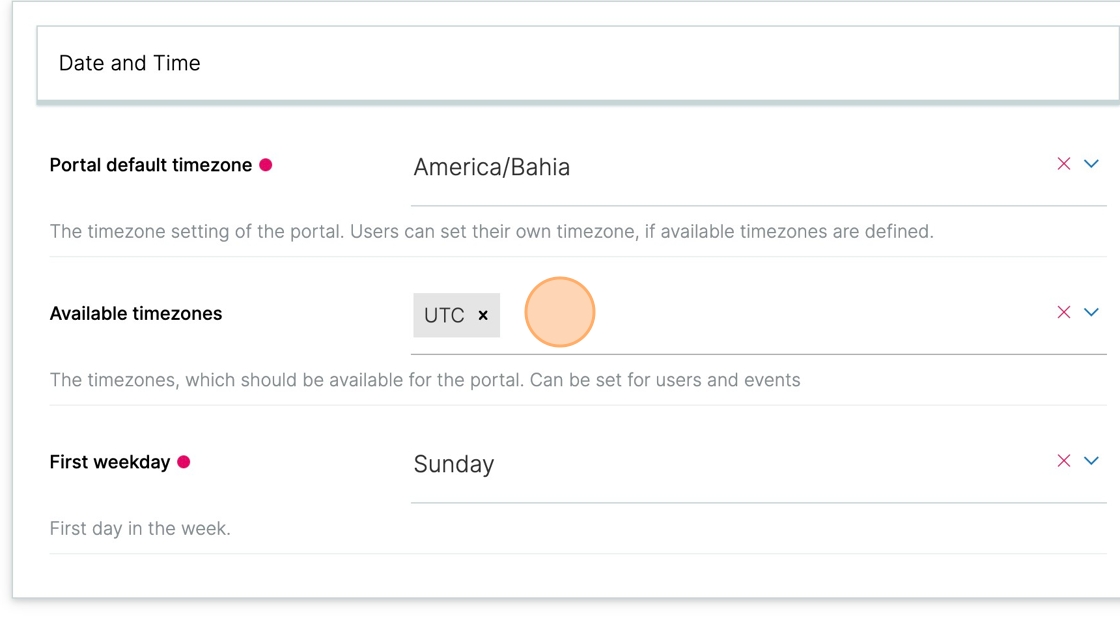 Date and Time
Portal default timezone
America/Bahia
The timezone setting of the portal. Users can set their own timezone, if available timezones are defined.
Available timezones
UTC ×
The timezones, which should be available for the portal. Can be set for users and events
First weekday
Sunday
First day in the week.